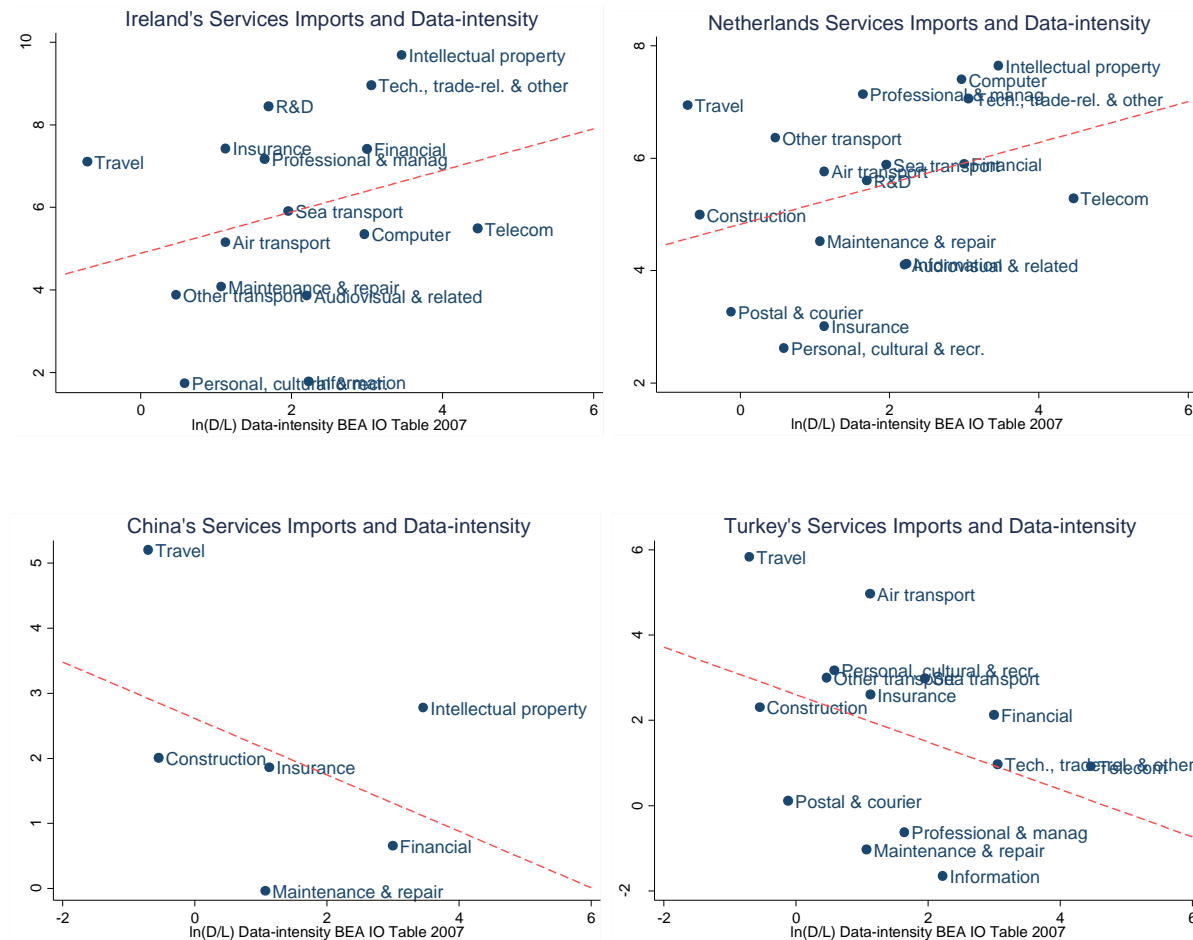 Ireland's Services Imports and Data-intensity
10
8
6
4
2
Intellectual property
Tech., trade-rel. & other
R&D
Insurance
Financial
Professional & manag
Travel
Sea transport
Telecom
Computer
Air transport
Maintenance & repair
Other transport
Audiovisual & related
Personal, cultural & recr.
Information
0 2 4 6
ln(D/L) Data-intensity BEA IO Table 2007
Netherlands Services Imports and Data-intensity
8
6
4
2
Intellectual property
Computer
Professional & manag
Tech., trade-rel. & other
Travel
Other transport
Sea transport
Financial
Air transport
R&D
Telecom
Construction
Maintenance & repair
Information
Audiovisual & related
Postal & courier
Insurance
Personal, cultural & recr.
0 2 4 6
ln(D/L) Data-intensity BEA IO Table 2007
China's Services Imports and Data-intensity
5
4
3
2
1
0
Travel
Intellectual property
Construction
Insurance
Financial
Maintenance & repair
-2 0 2 4 6
ln(D/L) Data-intensity BEA IO Table 2007
Turkey's Services Imports and Data-intensity
6
4
2
0
-2
Travel
Air transport
Personal, cultural & recr.
Other transport
Sea transport
Insurance
Construction
Financial
Tech., trade-rel. & other
Telecom
Postal & courier
Professional & manag
Maintenance & repair
Information
-2 0 2 4 6
ln(D/L) Data-intensity BEA IO Table 2007